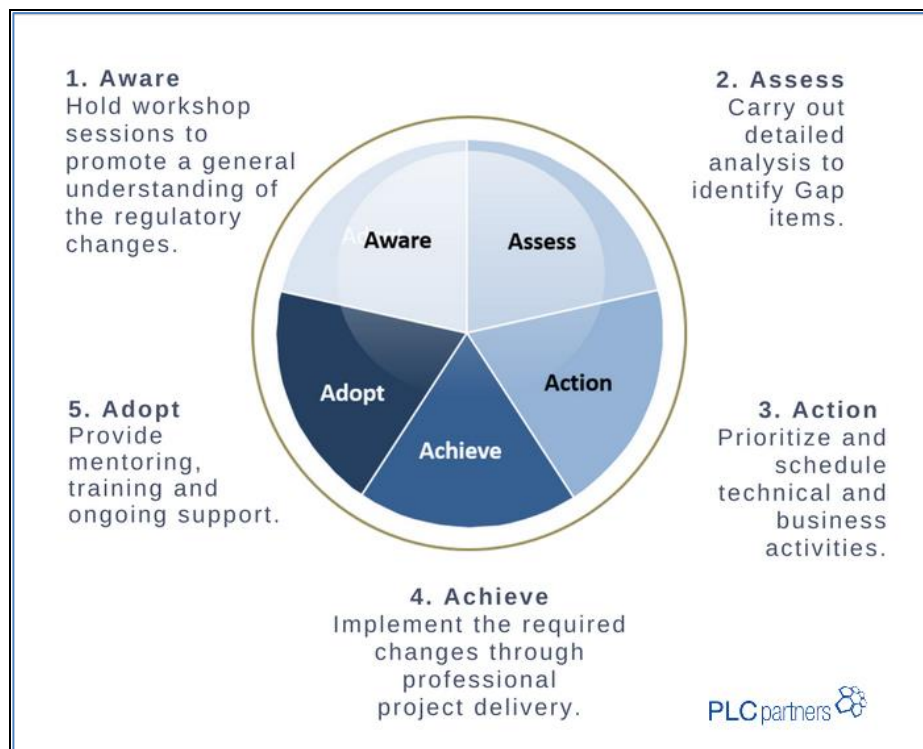 1. Aware
Hold workshop
sessions to
promote a general
understanding of
the regulatory
changes.
2. Assess
Carry out
detailed
analysis to
identify Gap
items.
Aware
Assess
Action
Achieve
Adopt
5. Adopt
Provide
mentoring,
training and
ongoing support.
3. Action
Prioritize and
schedule
technical and
business
activities.
4. Achieve
Implement the required
changes through
professional
project delivery.
PLCpartners